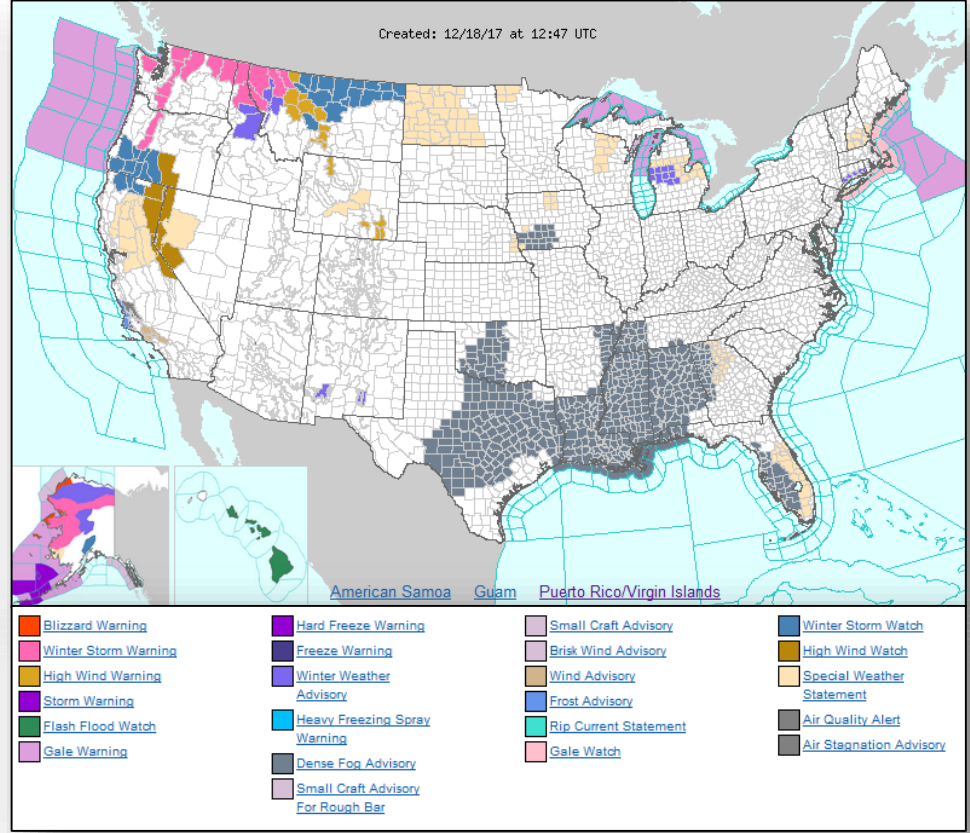 Created: 12/18/17 at 12:47 UTC
American Samoa Guam Puerto Rico/Virgin Islands
Blizzard Warning
Winter Storm Warning
High Wind Warning
Storm Warning
Flash Flood Watch
Gale Warning
Hard Freeze Warning
Freeze Warning
Winter Weather
Advisory
Heavy Freezing Spray
Warning
Dense Fog Advisory
Small Craft Advisory
For Rough Bar
Small Craft Advisory
Brisk Wind Advisory
Wind Advisory
Frost Advisory
Rip Current Statement
Gale Watch
Winter Storm Watch
High Wind Watch
Special Weather
Statement
Air Quality Alert
Air Stagnation Advisory